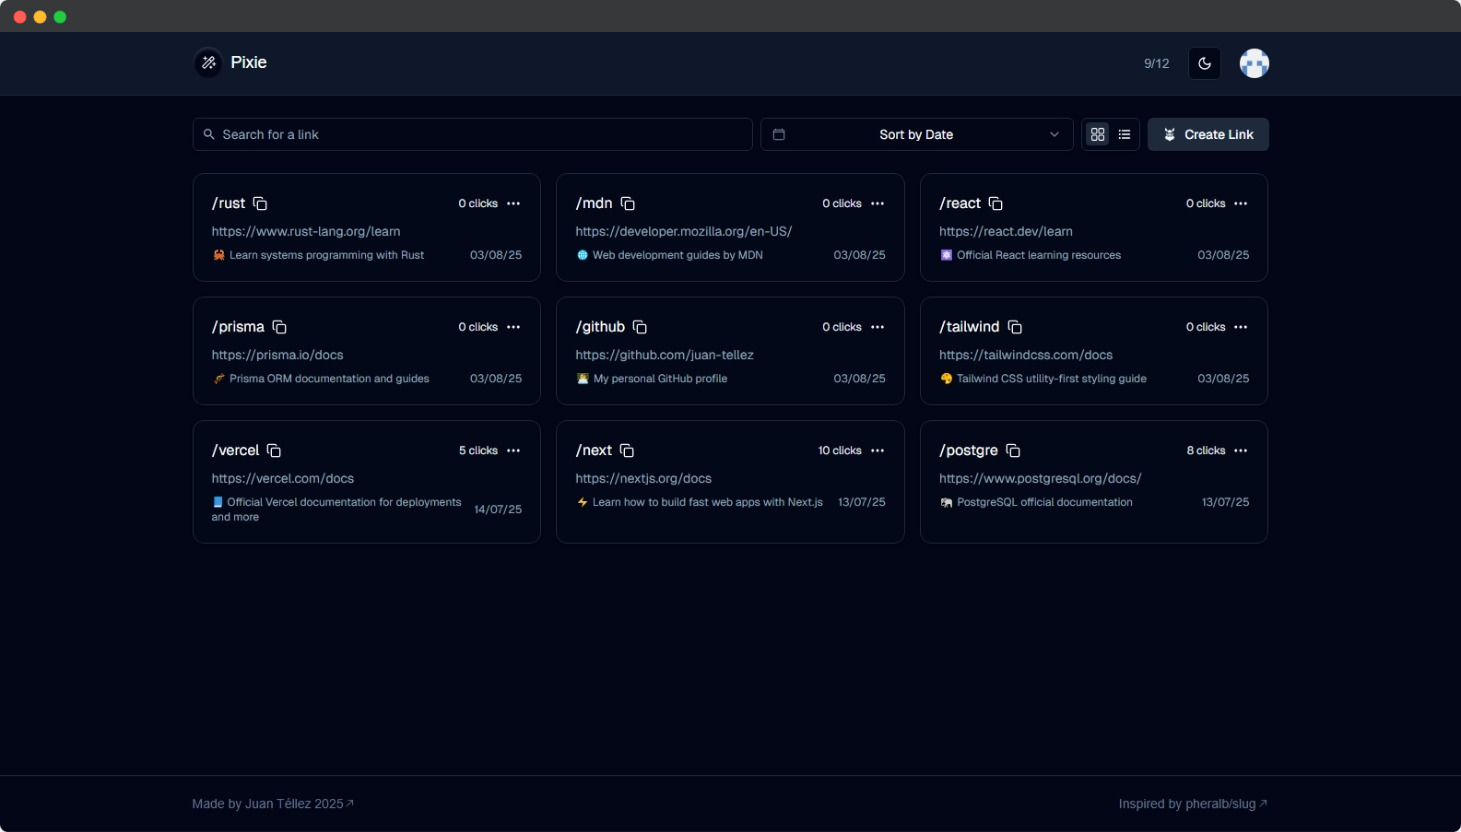 Pixie
9/12
Search for a link
Sort by Date
Create Link
/rust
0 clicks
https://www.rust-lang.org/learn
🦀 Learn systems programming with Rust
03/08/25
/mdn
0 clicks
https://developer.mozilla.org/en-US/
🌐 Web development guides by MDN
03/08/25
/react
0 clicks
https://react.dev/learn
⚛️ Official React learning resources
03/08/25
/prisma
0 clicks
https://prisma.io/docs
Prisma ORM documentation and guides
03/08/25
/github
0 clicks
https://github.com/juan-tellez
My personal GitHub profile
03/08/25
/tailwind
0 clicks
https://tailwindcss.com/docs
Tailwind CSS utility-first styling guide
03/08/25
/vercel
5 clicks
https://vercel.com/docs
📘 Official Vercel documentation for deployments
and more
14/07/25
/next
10 clicks
https://nextjs.org/docs
⚡ Learn how to build fast web apps with Next.js
13/07/25
/postgre
8 clicks
https://www.postgresql.org/docs/
🐘 PostgreSQL official documentation
13/07/25
Made by Juan Téllez 2025↗
Inspired by pheralb/slug↗